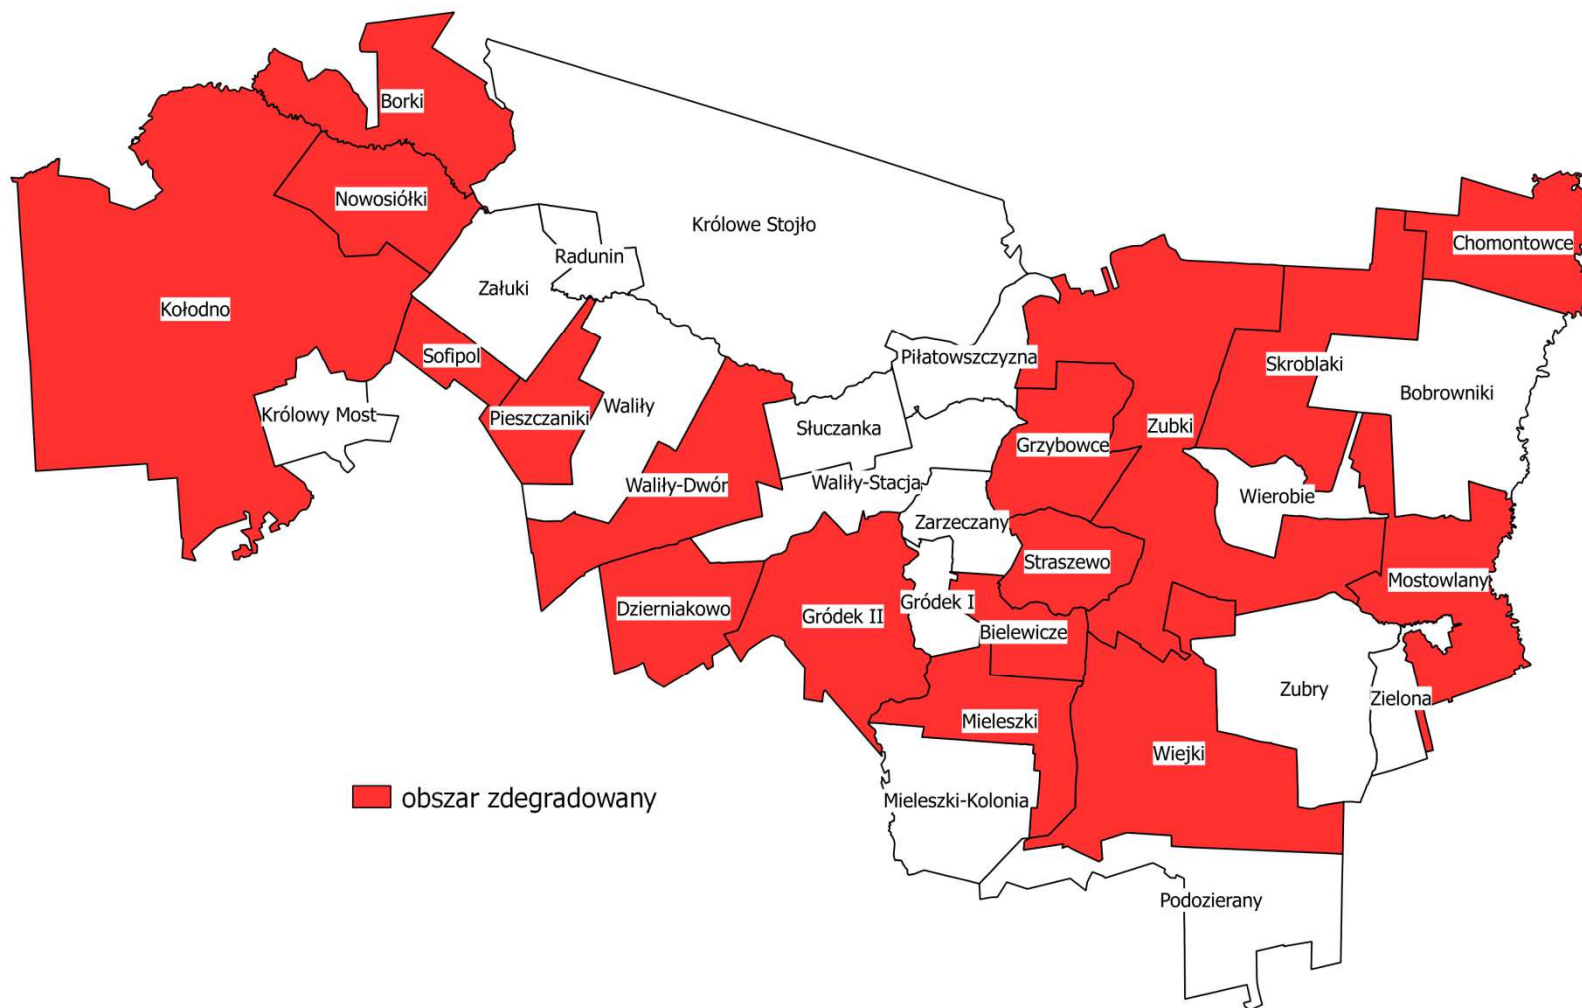 Borki
Nowosiółki
Królowe Stojło
Chomontowce
Radunin
Załuki
Kołodno
Sofipol
Piłatowszczyzna
Skroblaki
Bobrowniki
Królowy Most
Pieszczaniki
Waliły
Słuczanka
Grzybowce
Zubki
Waliły-Dwór
Waliły-Stacja
Wierobie
Zarzeczany
Straszewo
Mostowlany
Dzierniakowo
Gródek II
Gródek I
Bielewicze
Zubry
Zielona
Mieleszki
Wiejki
obszar zdegradowany
Mieleszki-Kolonia
Podozierany